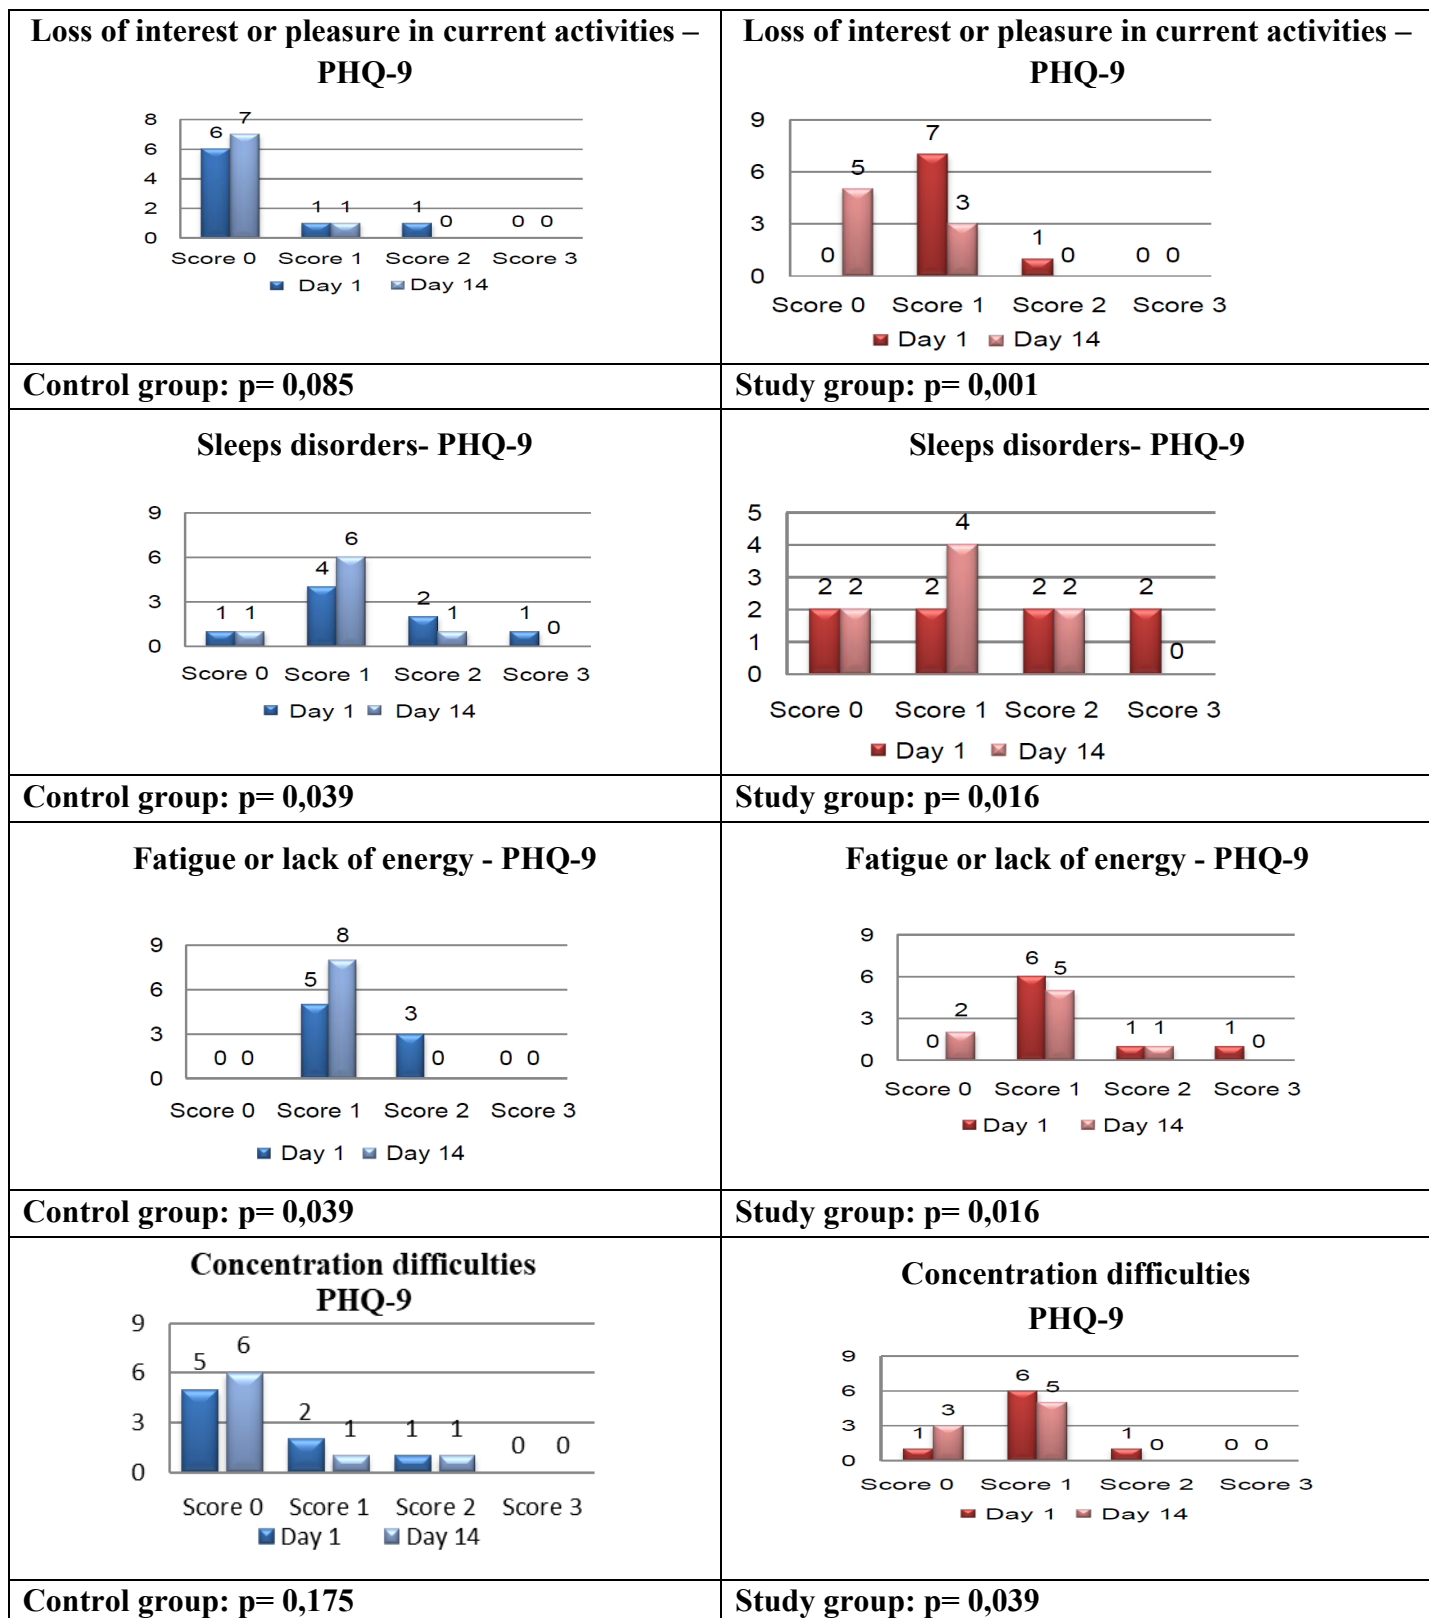 Loss of interest or pleasure in current activities –
PHQ-9
8
6
4
2
0
6 7
1 1
1 0
0 0
Score 0 Score 1 Score 2 Score 3
Day 1 Day 14
Control group: p= 0,085
Loss of interest or pleasure in current activities –
PHQ-9
9
6
3
0
0 5
7 3
1 0
0 0
Score 0 Score 1 Score 2 Score 3
Day 1 Day 14
Study group: p= 0,001
Sleeps disorders- PHQ-9
9
6
3
0
1 1
4 6
2 1
1 0
Score 0 Score 1 Score 2 Score 3
Day 1 Day 14
Control group: p= 0,039
Sleeps disorders- PHQ-9
5
4
3
2
1
0
2 2
2 4
2 2
2 0
Score 0 Score 1 Score 2 Score 3
Day 1 Day 14
Study group: p= 0,016
Fatigue or lack of energy - PHQ-9
9
6
3
0
0 0
5 8
3 0
0 0
Score 0 Score 1 Score 2 Score 3
Day 1 Day 14
Control group: p= 0,039
Fatigue or lack of energy - PHQ-9
9
6
3
0
0 2
6 5
1 1
1 0
Score 0 Score 1 Score 2 Score 3
Day 1 Day 14
Study group: p= 0,016
Concentration difficulties
PHQ-9
9
6
3
0
5 6
2 1
1 1
0 0
Score 0 Score 1 Score 2 Score 3
Day 1 Day 14
Control group: p= 0,175
Concentration difficulties
PHQ-9
9
6
3
0
1 3
6 5
1 0
0 0
Score 0 Score 1 Score 2 Score 3
Day 1 Day 14
Study group: p= 0,039